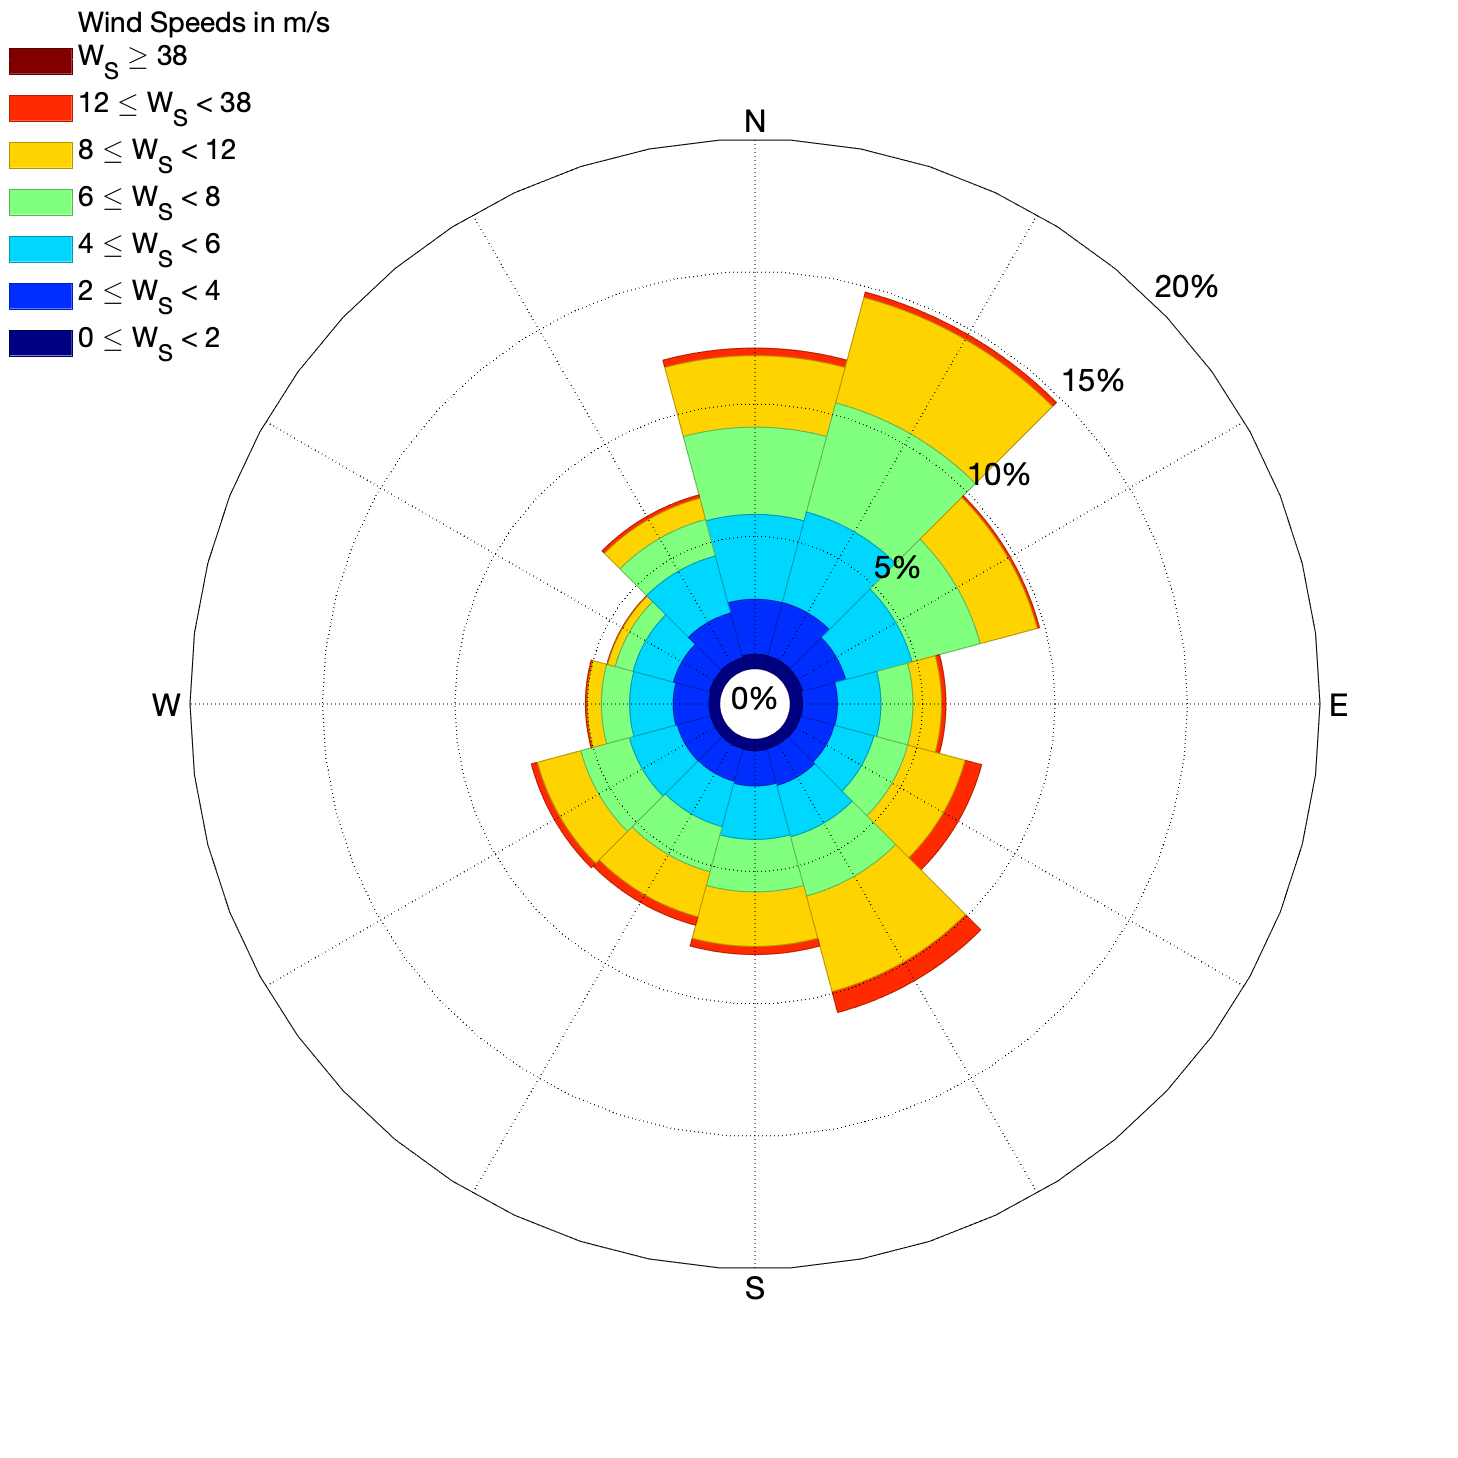 Wind Speeds in m/s
W_S ≥ 38
12 ≤ W_S < 38
8 ≤ W_S < 12
6 ≤ W_S < 8
4 ≤ W_S < 6
2 ≤ W_S < 4
0 ≤ W_S < 2
N
20%
15%
10%
5%
0%
W
E
S